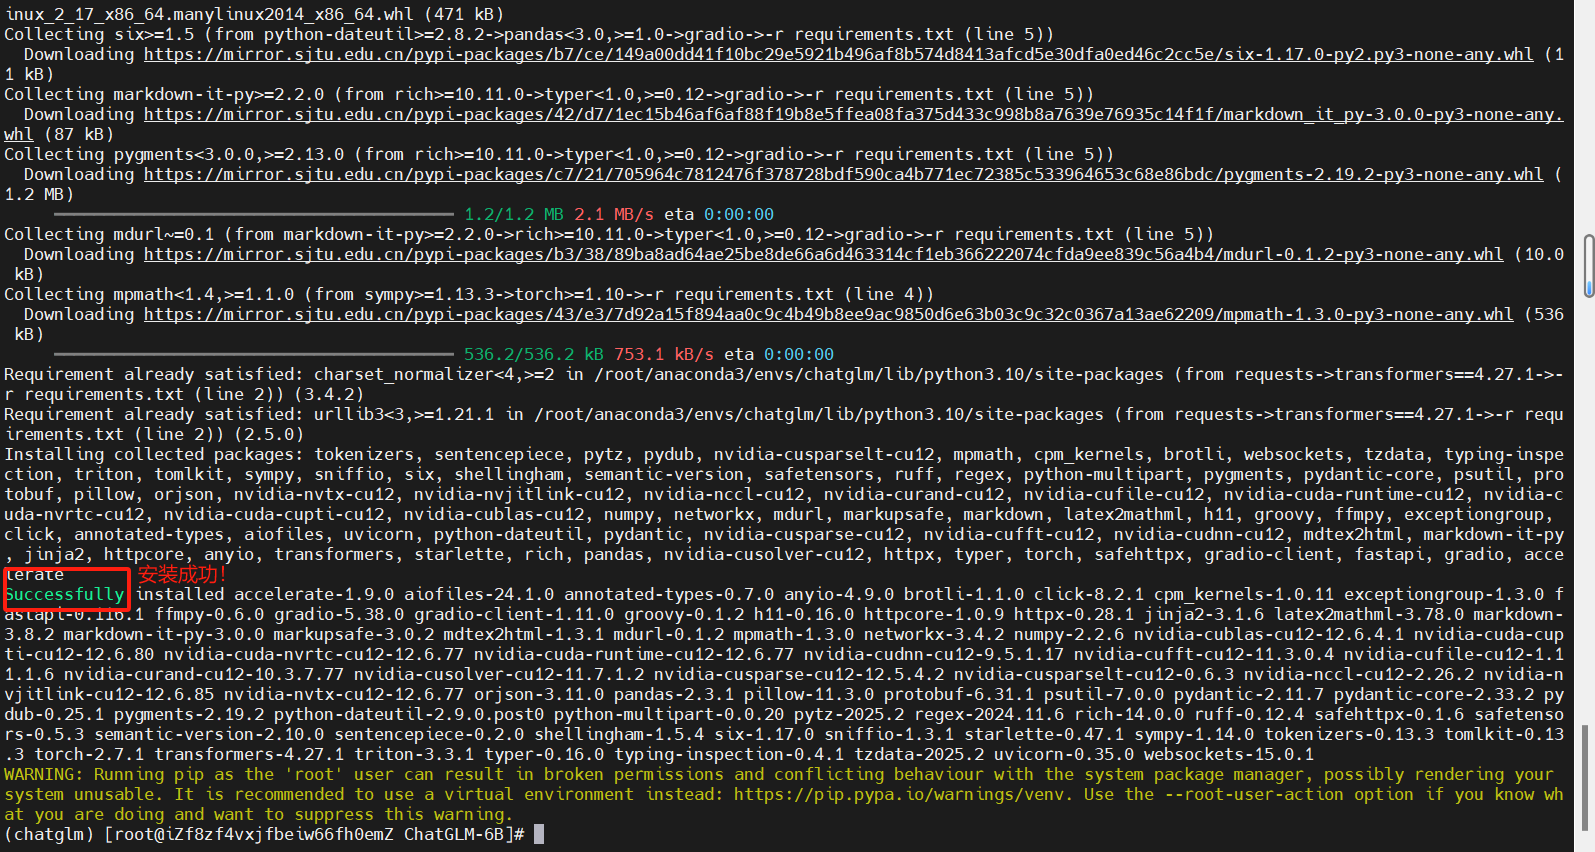 inux_2_17_x86_64.manylinux2014_x86_64.whl (471 kB)
Collecting six>=1.5 (from python-dateutil>=2.8.2->pandas<3.0,>=1.0->gradio->-r requirements.txt (line 5))
  Downloading https://mirror.sjtu.edu.cn/pypi-packages/b7/ce/149a00dd41f10bc29e5921b496af8b574d8413afcd5e30dfa0ed46c2cc5e/six-1.17.0-py2.py3-none-any.whl (1
1 kB)
Collecting markdown-it-py>=2.2.0 (from rich>=10.11.0->typer<1.0,>=0.12->gradio->-r requirements.txt (line 5))
  Downloading https://mirror.sjtu.edu.cn/pypi-packages/42/d7/1ec15b46af6af88f19b8e5ffea08fa375d433c998b8a7639e76935c14f1f/markdown_it_py-3.0.0-py3-none-any.
whl (87 kB)
Collecting pygments<3.0.0,>=2.13.0 (from rich>=10.11.0->typer<1.0,>=0.12->gradio->-r requirements.txt (line 5))
  Downloading https://mirror.sjtu.edu.cn/pypi-packages/c7/21/705964c7812476f378728bdf590ca4b771ec72385c533964653c68e86bdc/pygments-2.19.2-py3-none-any.whl (
1.2 MB)
1.2/1.2 MB 2.1 MB/s eta 0:00:00
Collecting mdurl~=0.1 (from markdown-it-py>=2.2.0->rich>=10.11.0->typer<1.0,>=0.12->gradio->-r requirements.txt (line 5))
  Downloading https://mirror.sjtu.edu.cn/pypi-packages/b3/38/89ba8ad64ae25be8de66a6d463314cf1eb366222074cfda9ee839c56a4b4/mdurl-0.1.2-py3-none-any.whl (10.0
 kB)
Collecting mpmath<1.4,>=1.1.0 (from sympy>=1.13.3->torch>=1.10->-r requirements.txt (line 4))
  Downloading https://mirror.sjtu.edu.cn/pypi-packages/43/e3/7d92a15f894aa0c9c4b49b8ee9ac9850d6e63b03c9c32c0367a13ae62209/mpmath-1.3.0-py3-none-any.whl (536
 kB)
536.2/536.2 kB 753.1 kB/s eta 0:00:00
Requirement already satisfied: charset_normalizer<4,>=2 in /root/anaconda3/envs/chatglm/lib/python3.10/site-packages (from requests->transformers==4.27.1->-
r requirements.txt (line 2)) (3.4.2)
Requirement already satisfied: urllib3<3,>=1.21.1 in /root/anaconda3/envs/chatglm/lib/python3.10/site-packages (from requests->transformers==4.27.1->-r requ
irements.txt (line 2)) (2.5.0)
Installing collected packages: tokenizers, sentencepiece, pytz, pydub, nvidia-cusparselt-cu12, mpmath, cpm_kernels, brotli, websockets, tzdata, typing-inspe
ction, triton, tomlkit, sympy, sniffio, six, shellingham, semantic-version, safetensors, ruff, regex, python-multipart, pygments, pydantic-core, psutil, pro
tobuf, pillow, orjson, nvidia-nvtx-cu12, nvidia-nvjitlink-cu12, nvidia-nccl-cu12, nvidia-curand-cu12, nvidia-cufile-cu12, nvidia-cuda-runtime-cu12, nvidia-c
uda-nvrtc-cu12, nvidia-cuda-cupti-cu12, nvidia-cublas-cu12, numpy, networkx, mdurl, markupsafe, markdown, latex2mathml, h11, groovy, ffmpy, exceptiongroup,
click, annotated-types, aiofiles, uvicorn, python-dateutil, pydantic, nvidia-cusparse-cu12, nvidia-cufft-cu12, nvidia-cudnn-cu12, mdtex2html, markdown-it-py
, jinja2, httpcore, anyio, transformers, starlette, rich, pandas, nvidia-cusolver-cu12, httpx, typer, torch, safehttpx, gradio-client, fastapi, gradio, acce
lerate 安装成功!
Successfully installed accelerate-1.9.0 aiofiles-24.1.0 annotated-types-0.7.0 anyio-4.9.0 brotli-1.1.0 click-8.2.1 cpm_kernels-1.0.11 exceptiongroup-1.3.0 f
astapi-0.116.1 ffmpy-0.6.0 gradio-5.38.0 gradio-client-1.11.0 groovy-0.1.2 h11-0.16.0 httpcore-1.0.9 httpx-0.28.1 jinja2-3.1.6 latex2mathml-3.78.0 markdown-
3.8.2 markdown-it-py-3.0.0 markupsafe-3.0.2 mdtex2html-1.3.1 mdurl-0.1.2 mpmath-1.3.0 networkx-3.4.2 numpy-2.2.6 nvidia-cublas-cu12-12.6.4.1 nvidia-cuda-cup
ti-cu12-12.6.80 nvidia-cuda-nvrtc-cu12-12.6.77 nvidia-cuda-runtime-cu12-12.6.77 nvidia-cudnn-cu12-9.5.1.17 nvidia-cufft-cu12-11.3.0.4 nvidia-cufile-cu12-1.1
1.1.6 nvidia-curand-cu12-10.3.7.77 nvidia-cusolver-cu12-11.7.1.2 nvidia-cusparse-cu12-12.5.4.2 nvidia-cusparselt-cu12-0.6.3 nvidia-nccl-cu12-2.26.2 nvidia-n
vjitlink-cu12-12.6.85 nvidia-nvtx-cu12-12.6.77 orjson-3.11.0 pandas-2.3.1 pillow-11.3.0 protobuf-6.31.1 psutil-7.0.0 pydantic-2.11.7 pydantic-core-2.33.2 py
dub-0.25.1 pygments-2.19.2 python-dateutil-2.9.0.post0 python-multipart-0.0.20 pytz-2025.2 regex-2024.11.6 rich-14.0.0 ruff-0.12.4 safehttpx-0.1.6 safetenso
rs-0.5.3 semantic-version-2.10.0 sentencepiece-0.2.0 shellingham-1.5.4 six-1.17.0 sniffio-1.3.1 starlette-0.47.1 sympy-1.14.0 tokenizers-0.13.3 tomlkit-0.13
.3 torch-2.7.1 transformers-4.27.1 triton-3.3.1 typer-0.16.0 typing-inspection-0.4.1 tzdata-2025.2 uvicorn-0.35.0 websockets-15.0.1
WARNING: Running pip as the 'root' user can result in broken permissions and conflicting behaviour with the system package manager, possibly rendering your
system unusable. It is recommended to use a virtual environment instead: https://pip.pypa.io/warnings/venv. Use the --root-user-action option if you know wh
at you are doing and want to suppress this warning.
(chatglm) [root@iZf8zf4vxjfbeiw66fh0emZ ChatGLM-6B]#